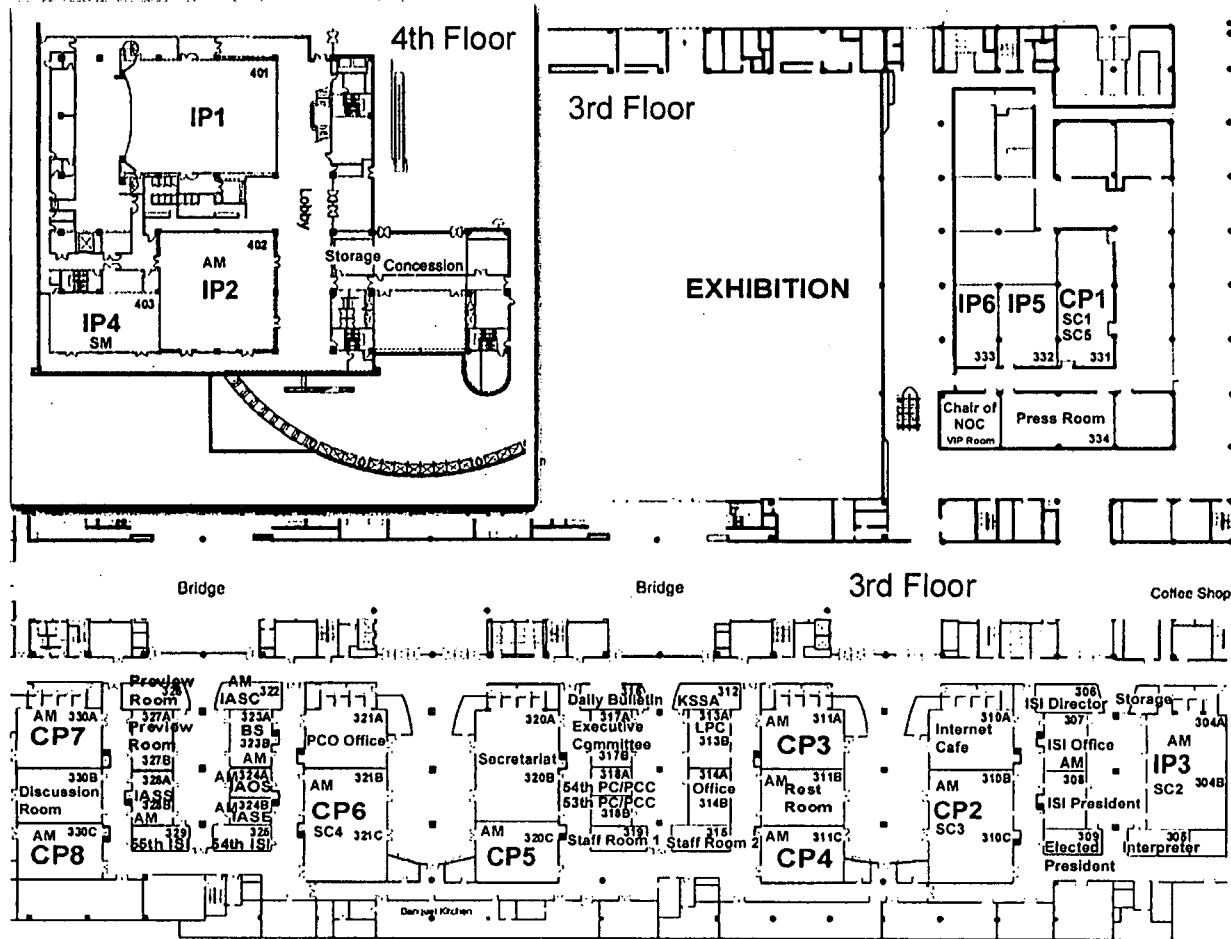 4th Floor
401
IP1
Lobby
402
AM
IP2
403
IP4
SM
Storage
Concession
3rd Floor
EXHIBITION
IP6
333
IP5
332
CP1
SC1
SC5
331
Chair of
NOC
VIP Room
Press Room
334
Bridge
Bridge
3rd Floor
Coffee Shop
AM
330A
CP7
330B
Discussion
Room
AM
330C
CP8
Preview
Room
326
327A
Preview
Room
327B
328A
IASS
328B
AM
329
55th ISI
AM
IASC
322
323A
BS
323B
AM
AM
324A
IAOS
AM
324B
IASE
325
54th ISI
321A
PCO Office
AM
321B
CP6
SC4
321C
320A
Secretariat
320B
AM
320C
CP5
Daily Bulletin
316
317A
Executive
Committee
317B
318A
54th PC/PCC
53th PC/PCC
318B
319
Staff Room 1
KSSA
312
313A
LPC
313B
314A
Office
314B
315
Staff Room 2
AM
311A
CP3
311B
AM
Rest
Room
AM
311C
CP4
310A
Internet
Cafe
AM
310B
CP2
SC3
310C
306
ISI Director
307
ISI Office
AM
308
ISI President
309
Elected
President
Storage
304A
AM
IP3
SC2
304B
305
Interpreter
Banquet Kitchen